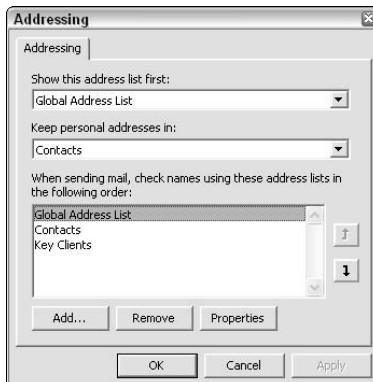 Addressing
Addressing
Show this address list first:
Global Address List
Keep personal addresses in:
Contacts
When sending mail, check names using these address lists in
the following order:
Global Address List
Contacts
Key Clients
Add... Remove Properties
OK Cancel Apply